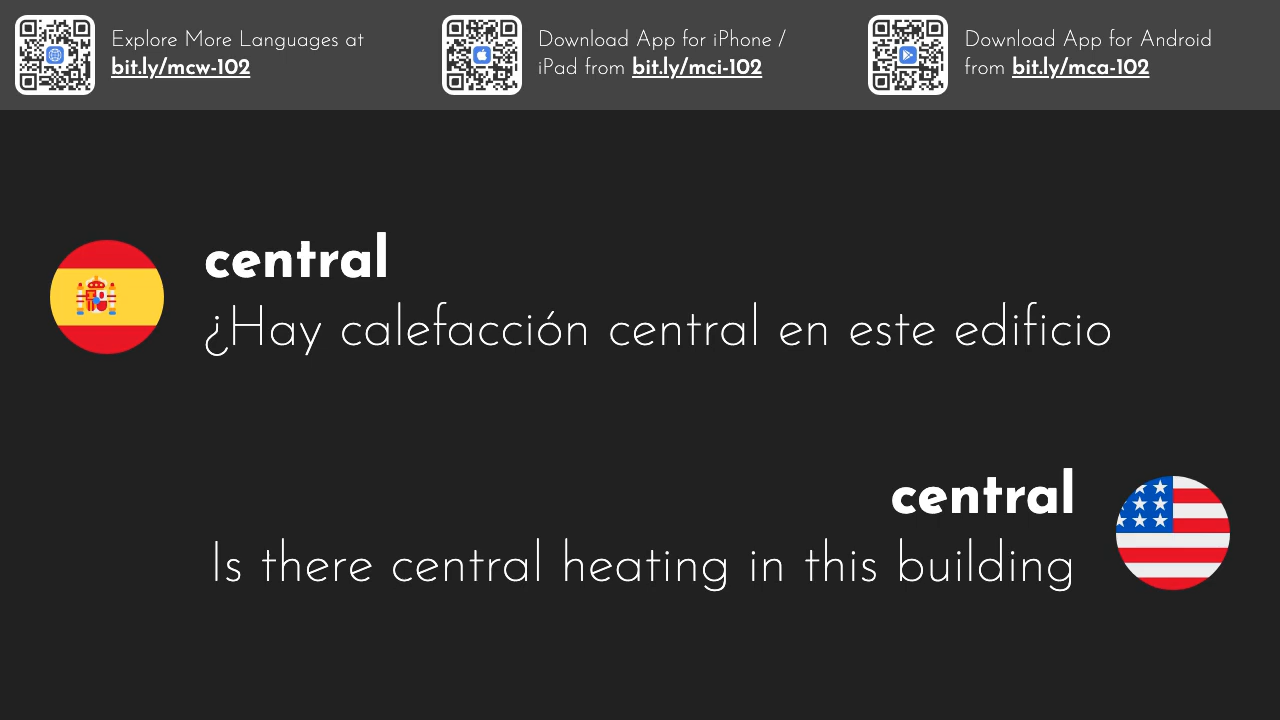 Explore More Languages at
bit.ly/mcw-102
Download App for iPhone /
iPad from bit.ly/mci-102
Download App for Android
from bit.ly/mca-102
central
¿Hay calefacción central en este edificio
central
Is there central heating in this building